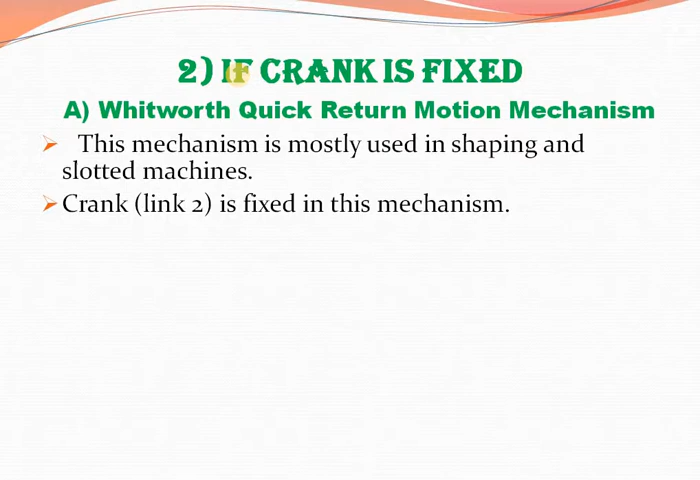 2) IF CRANK IS FIXED
A) Whitworth Quick Return Motion Mechanism
This mechanism is mostly used in shaping and
slotted machines.
Crank (link 2) is fixed in this mechanism.